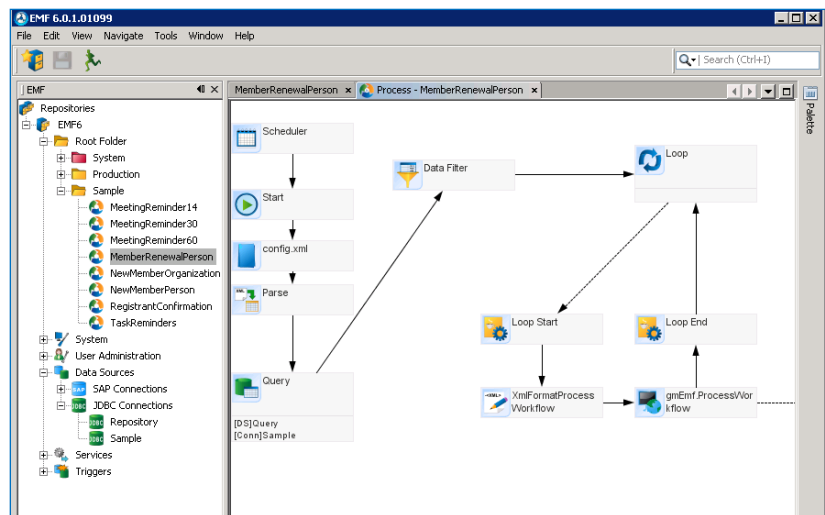 EMF 6.0.1.01099
File Edit View Navigate Tools Window Help
Search (Ctrl+I)
EMF
Repositories
EMF6
Root Folder
System
Production
Sample
MeetingReminder14
MeetingReminder30
MeetingReminder60
MemberRenewalPerson
NewMemberOrganization
NewMemberPerson
RegistrantConfirmation
TaskReminders
System
User Administration
Data Sources
SAP Connections
JDBC Connections
Repository
Sample
Services
Triggers
MemberRenewalPerson
Process - MemberRenewalPerson
Scheduler
Start
config.xml
Parse
Query
[DS]Query
[Conn]Sample
Data Filter
Loop
Loop Start
Loop End
XmlFormatProcess
Workflow
gmEmf.ProcessWor
kflow
Palette